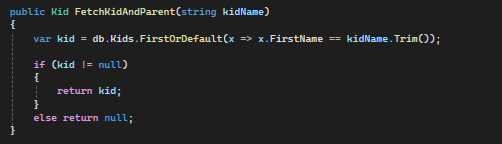 public Kid FetchKidAndParent(string kidName)
{
var kid = db.Kids.FirstOrDefault(x => x.FirstName == kidName.Trim());
if (kid != null)
{
return kid;
}
else return null;
}